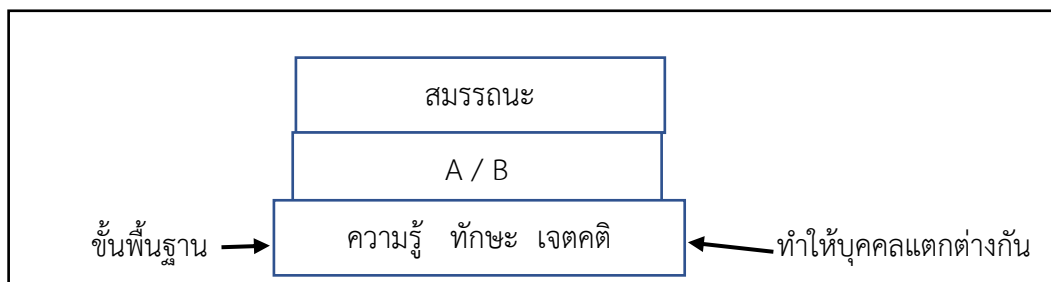 สมรรถนะ
A / B
ขั้นพื้นฐาน
ความรู้ ทักษะ เจตคติ
ทำให้บุคคลแตกต่างกัน